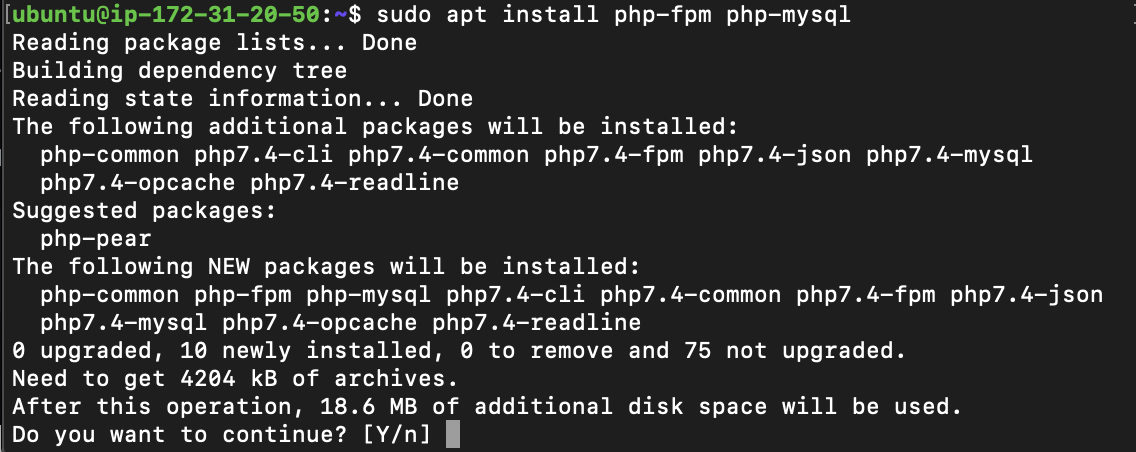 [ubuntu@ip-172-31-20-50:~$ sudo apt install php-fpm php-mysql
Reading package lists... Done
Building dependency tree
Reading state information... Done
The following additional packages will be installed:
  php-common php7.4-cli php7.4-common php7.4-fpm php7.4-json php7.4-mysql
  php7.4-opcache php7.4-readline
Suggested packages:
  php-pear
The following NEW packages will be installed:
  php-common php-fpm php-mysql php7.4-cli php7.4-common php7.4-fpm php7.4-json
  php7.4-mysql php7.4-opcache php7.4-readline
0 upgraded, 10 newly installed, 0 to remove and 75 not upgraded.
Need to get 4204 kB of archives.
After this operation, 18.6 MB of additional disk space will be used.
Do you want to continue? [Y/n]